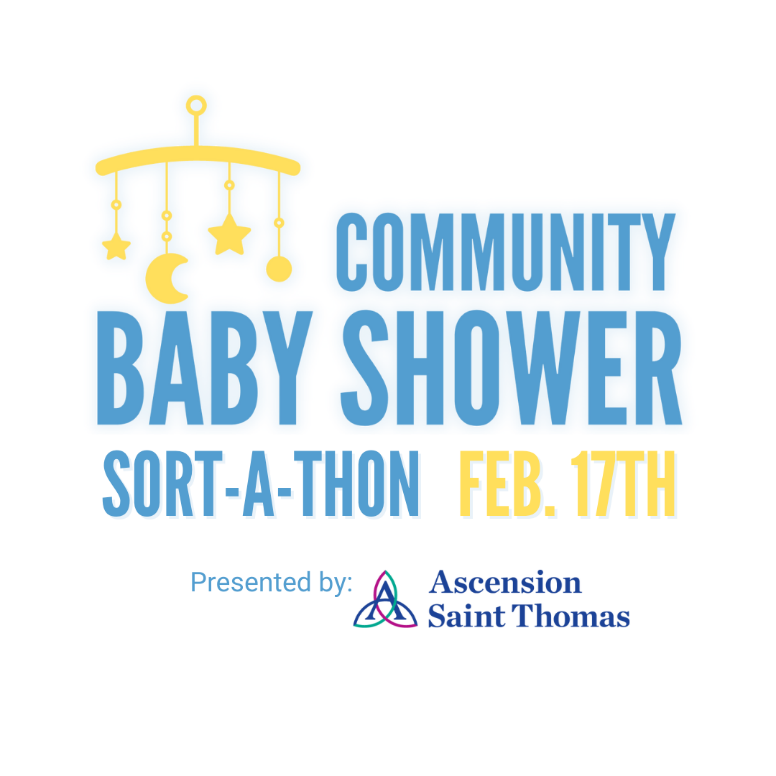 COMMUNITY
BABY SHOWER
SORT-A-THON FEB. 17TH
Presented by: Ascension
Saint Thomas